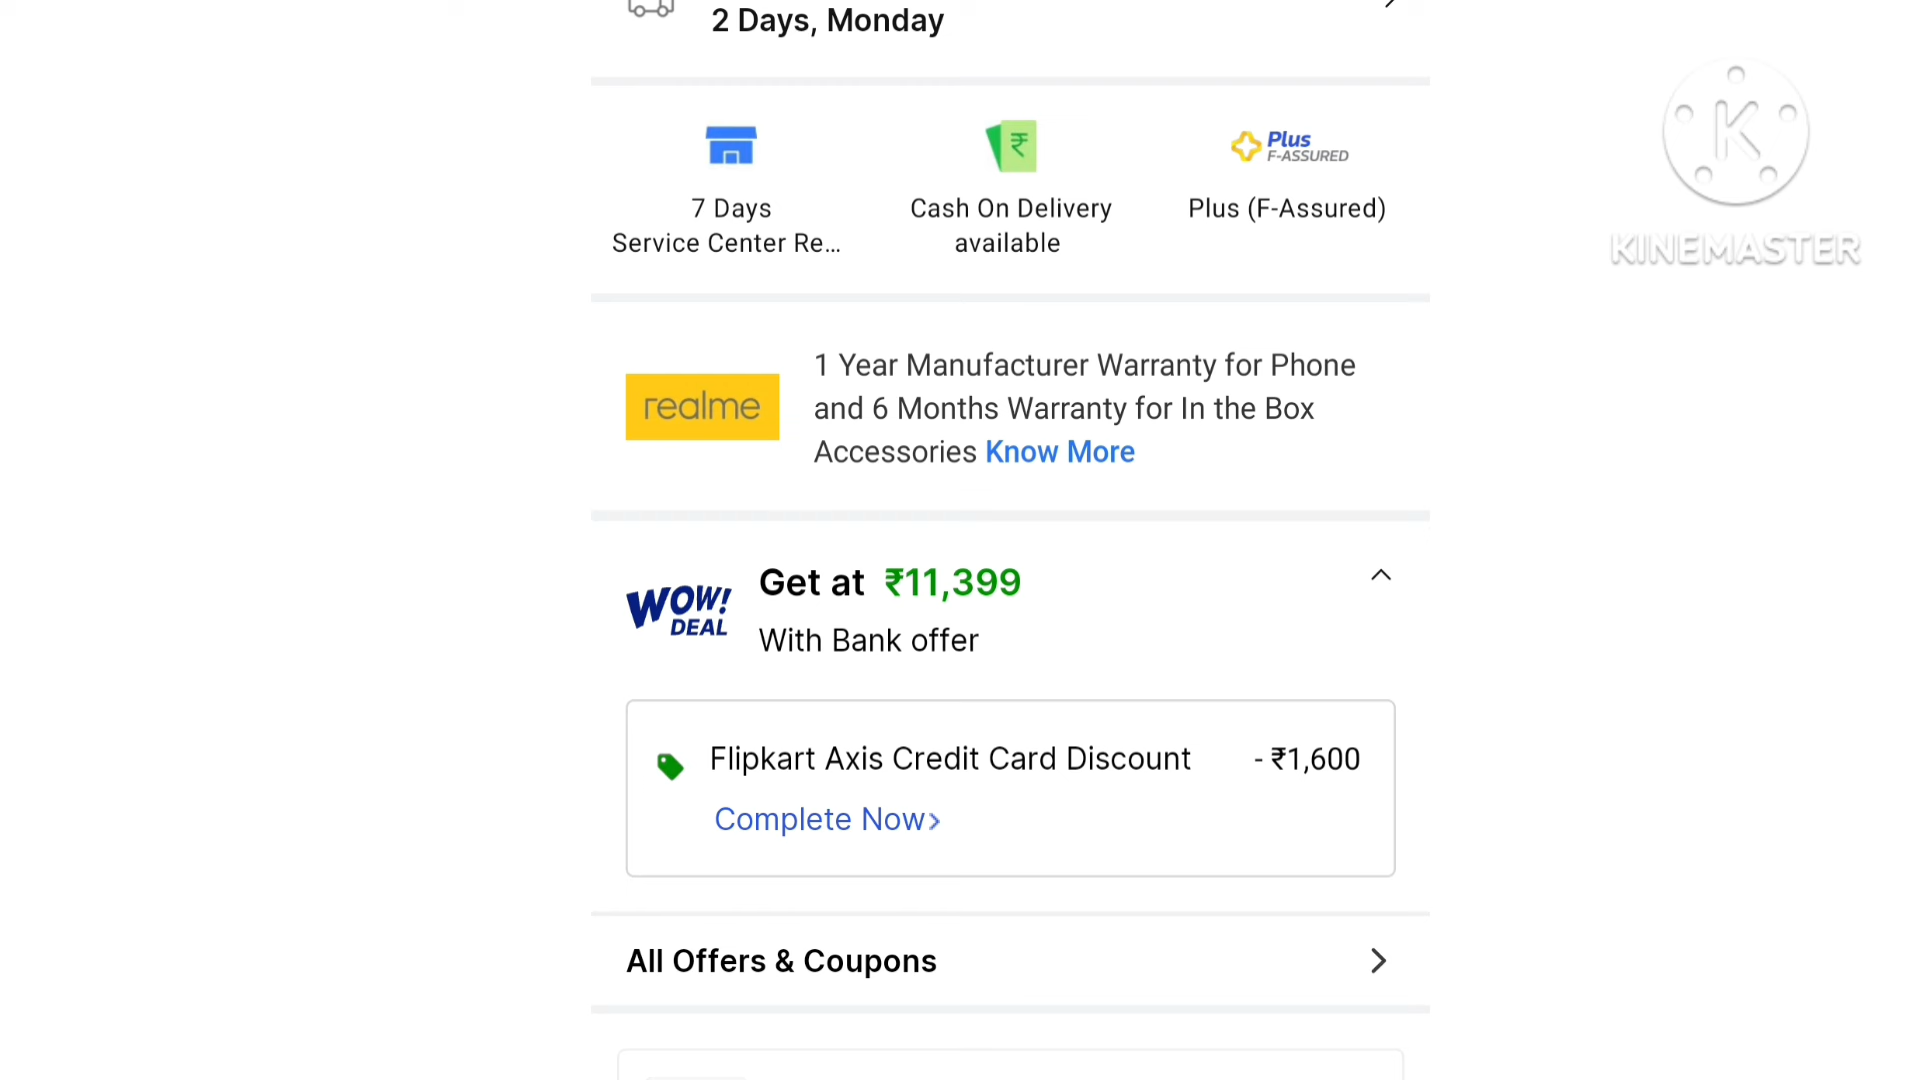 2 Days, Monday
7 Days
Service Center Re...
Cash On Delivery
available
Plus
F-ASSURED
Plus (F-Assured)
K
KINEMASTER
realme
1 Year Manufacturer Warranty for Phone
and 6 Months Warranty for In the Box
Accessories Know More
WOW!
DEAL
Get at ₹11,399
With Bank offer
Flipkart Axis Credit Card Discount - ₹1,600
Complete Now>
All Offers & Coupons